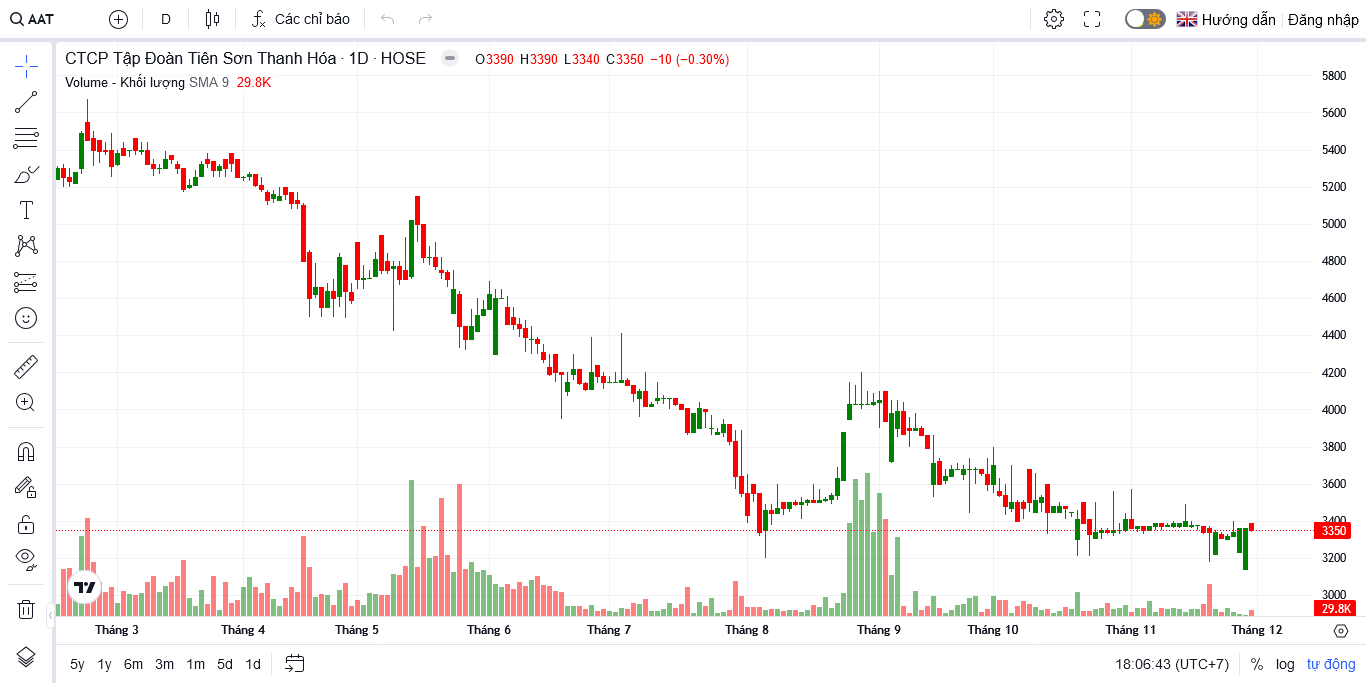 AAT D Các chỉ báo Hướng dẫn Đăng nhập
CTCP Tập Đoàn Tiên Sơn Thanh Hóa · 1D · HOSE O3390 H3390 L3340 C3350 −10 (−0.30%)
Volume - Khối lượng SMA 9 29.8K
5800
5600
5400
5200
5000
4800
4600
4400
4200
4000
3800
3600
3400
3350
3200
3000
29.8K
Tháng 3 Tháng 4 Tháng 5 Tháng 6 Tháng 7 Tháng 8 Tháng 9 Tháng 10 Tháng 11 Tháng 12
5y 1y 6m 3m 1m 5d 1d 18:06:43 (UTC+7) % log tự động